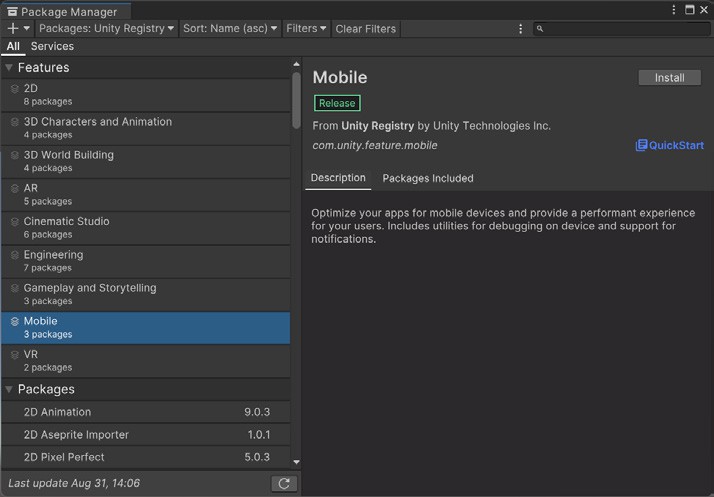 Package Manager
Packages: Unity Registry Sort: Name (asc) Filters Clear Filters
All Services
Features
2D
8 packages
3D Characters and Animation
4 packages
3D World Building
4 packages
AR
5 packages
Cinematic Studio
6 packages
Engineering
7 packages
Gameplay and Storytelling
3 packages
Mobile
3 packages
VR
2 packages
Packages
2D Animation 9.0.3
2D Aseprite Importer 1.0.1
2D Pixel Perfect 5.0.3
Last update Aug 31, 14:06
Mobile
Install
Release
From Unity Registry by Unity Technologies Inc.
com.unity.feature.mobile
QuickStart
Description Packages Included
Optimize your apps for mobile devices and provide a performant experience
for your users. Includes utilities for debugging on device and support for
notifications.